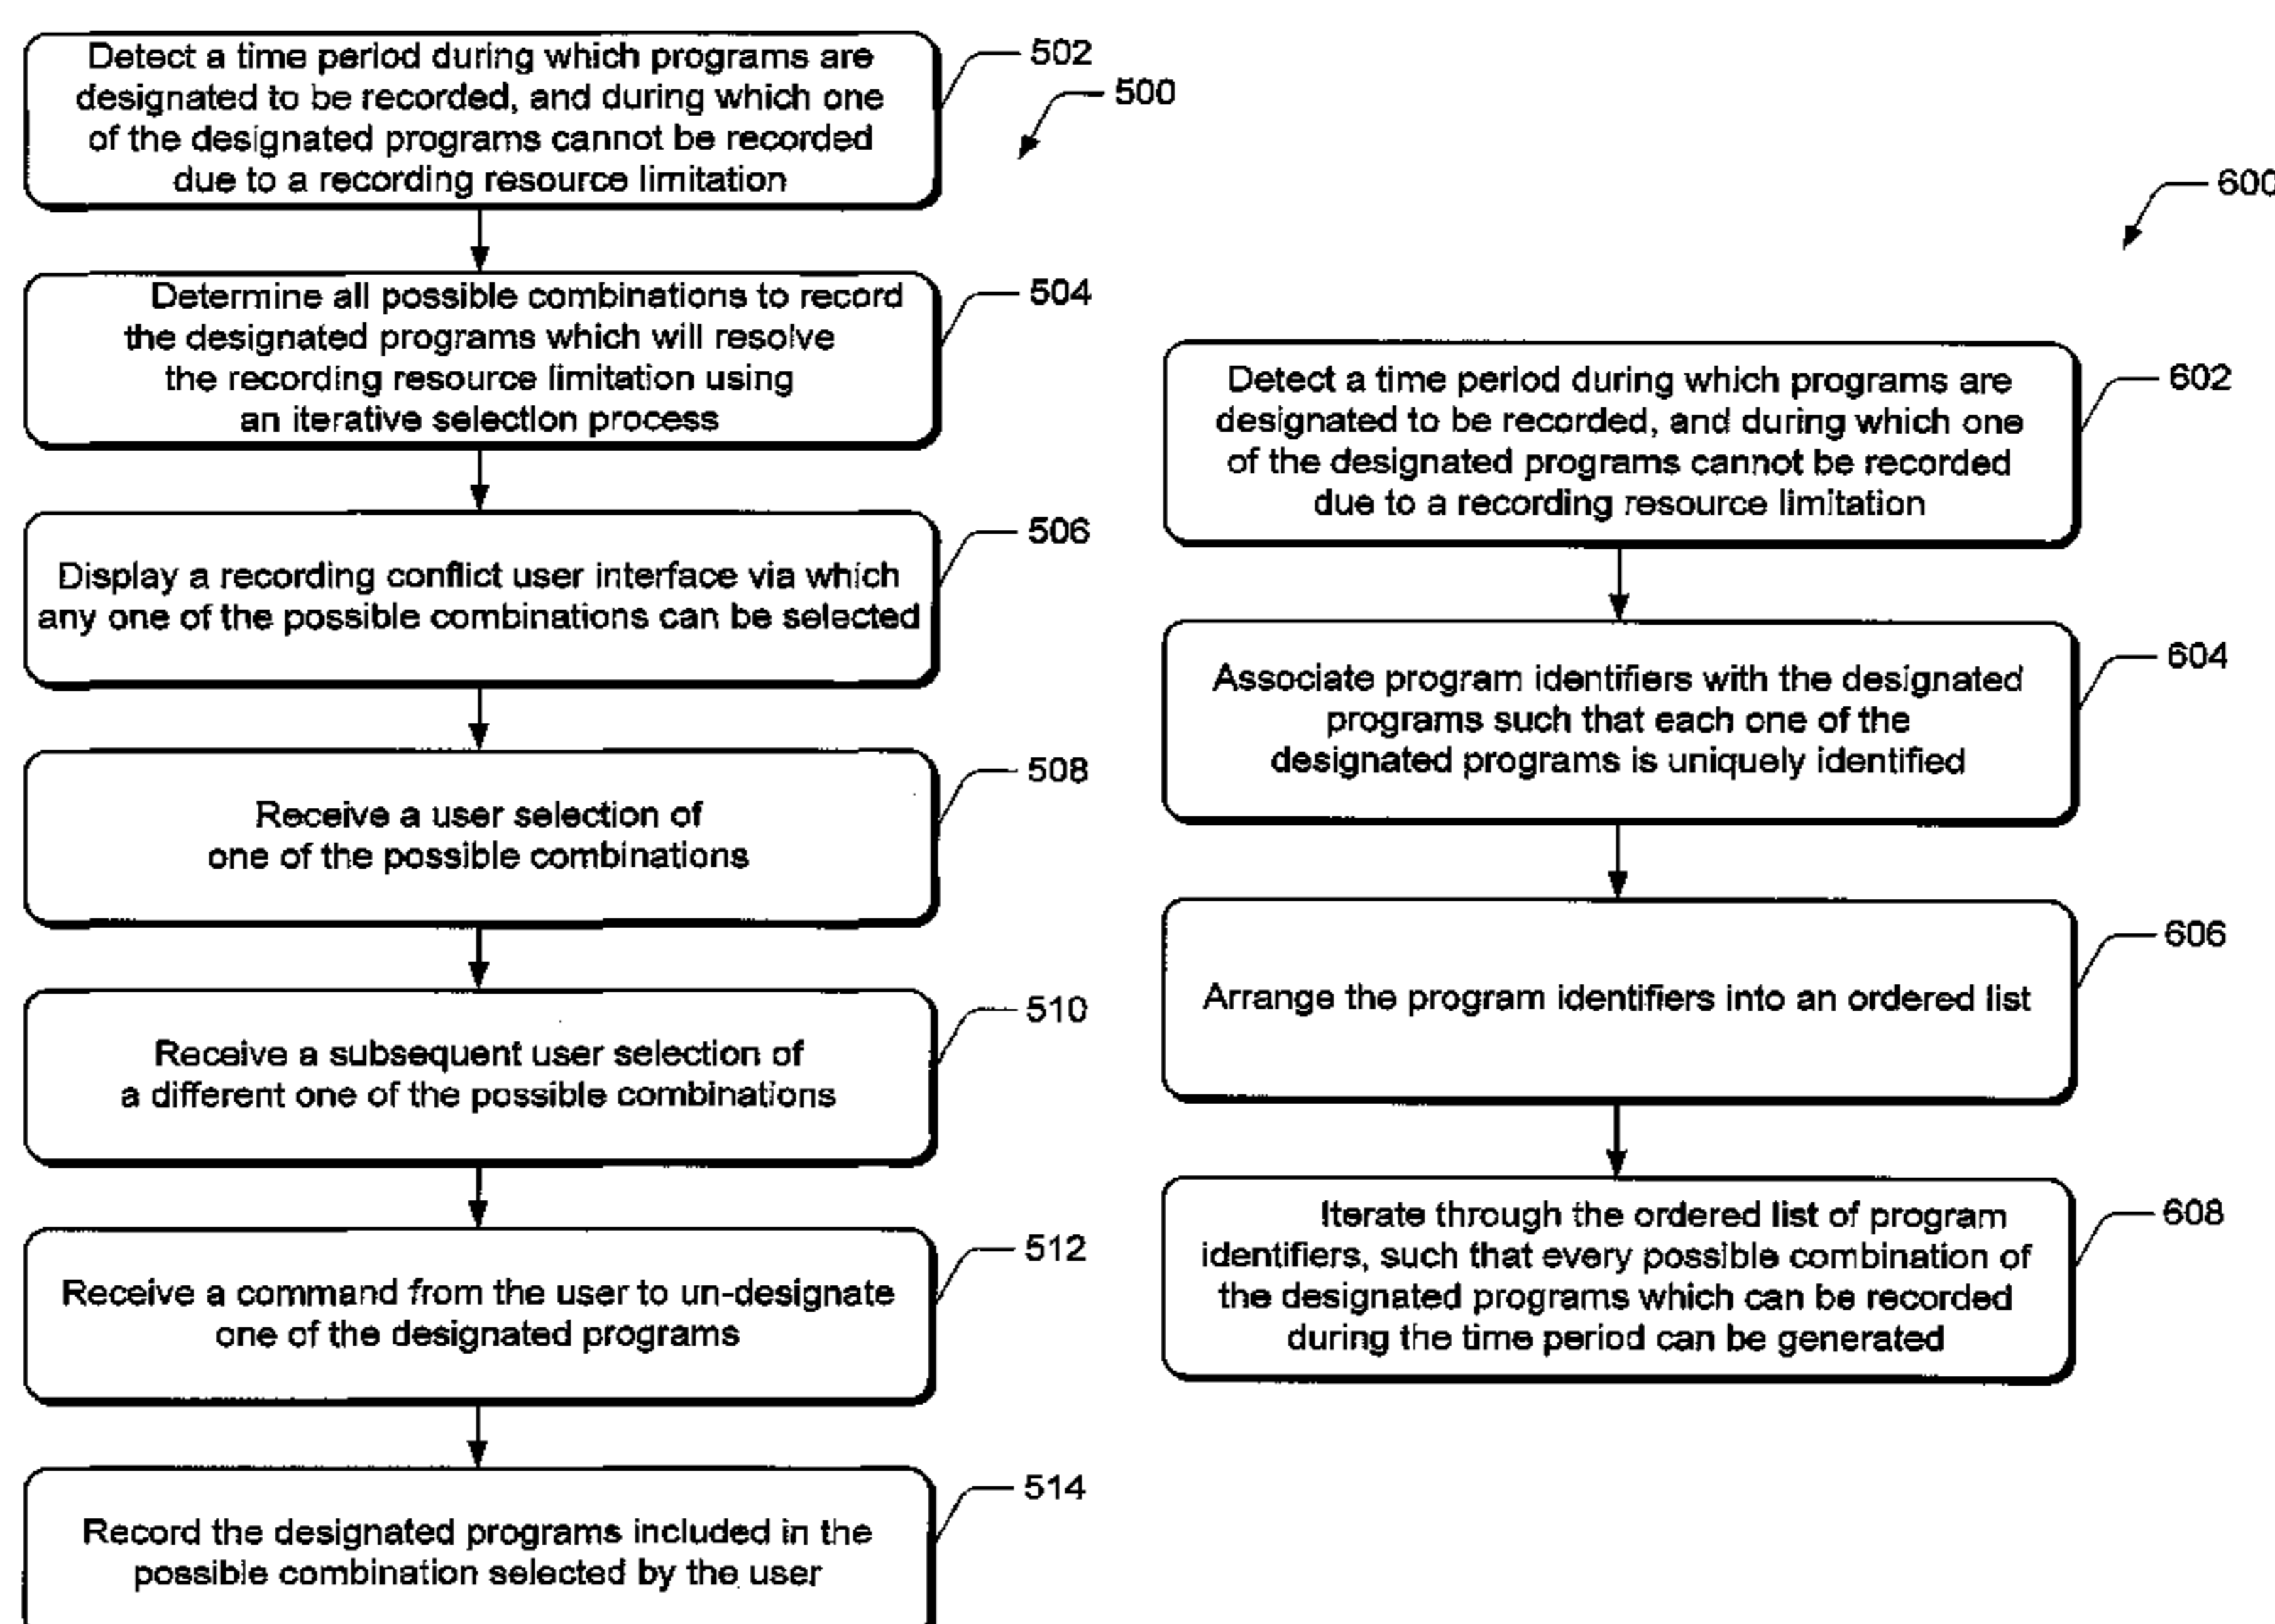 Detect a time period during which programs are
designated to be recorded, and during which one
of the designated programs cannot be recorded
due to a recording resource limitation
502
500
Determine all possible combinations to record
the designated programs which will resolve
the recording resource limitation using
an iterative selection process
504
Display a recording conflict user interface via which
any one of the possible combinations can be selected
506
Receive a user selection of
one of the possible combinations
508
Receive a subsequent user selection of
a different one of the possible combinations
510
Receive a command from the user to un-designate
one of the designated programs
512
Record the designated programs included in the
possible combination selected by the user
514
600
Detect a time period during which programs are
designated to be recorded, and during which one
of the designated programs cannot be recorded
due to a recording resource limitation
602
Associate program identifiers with the designated
programs such that each one of the
designated programs is uniquely identified
604
Arrange the program identifiers into an ordered list
606
Iterate through the ordered list of program
identifiers, such that every possible combination of
the designated programs which can be recorded
during the time period can be generated
608